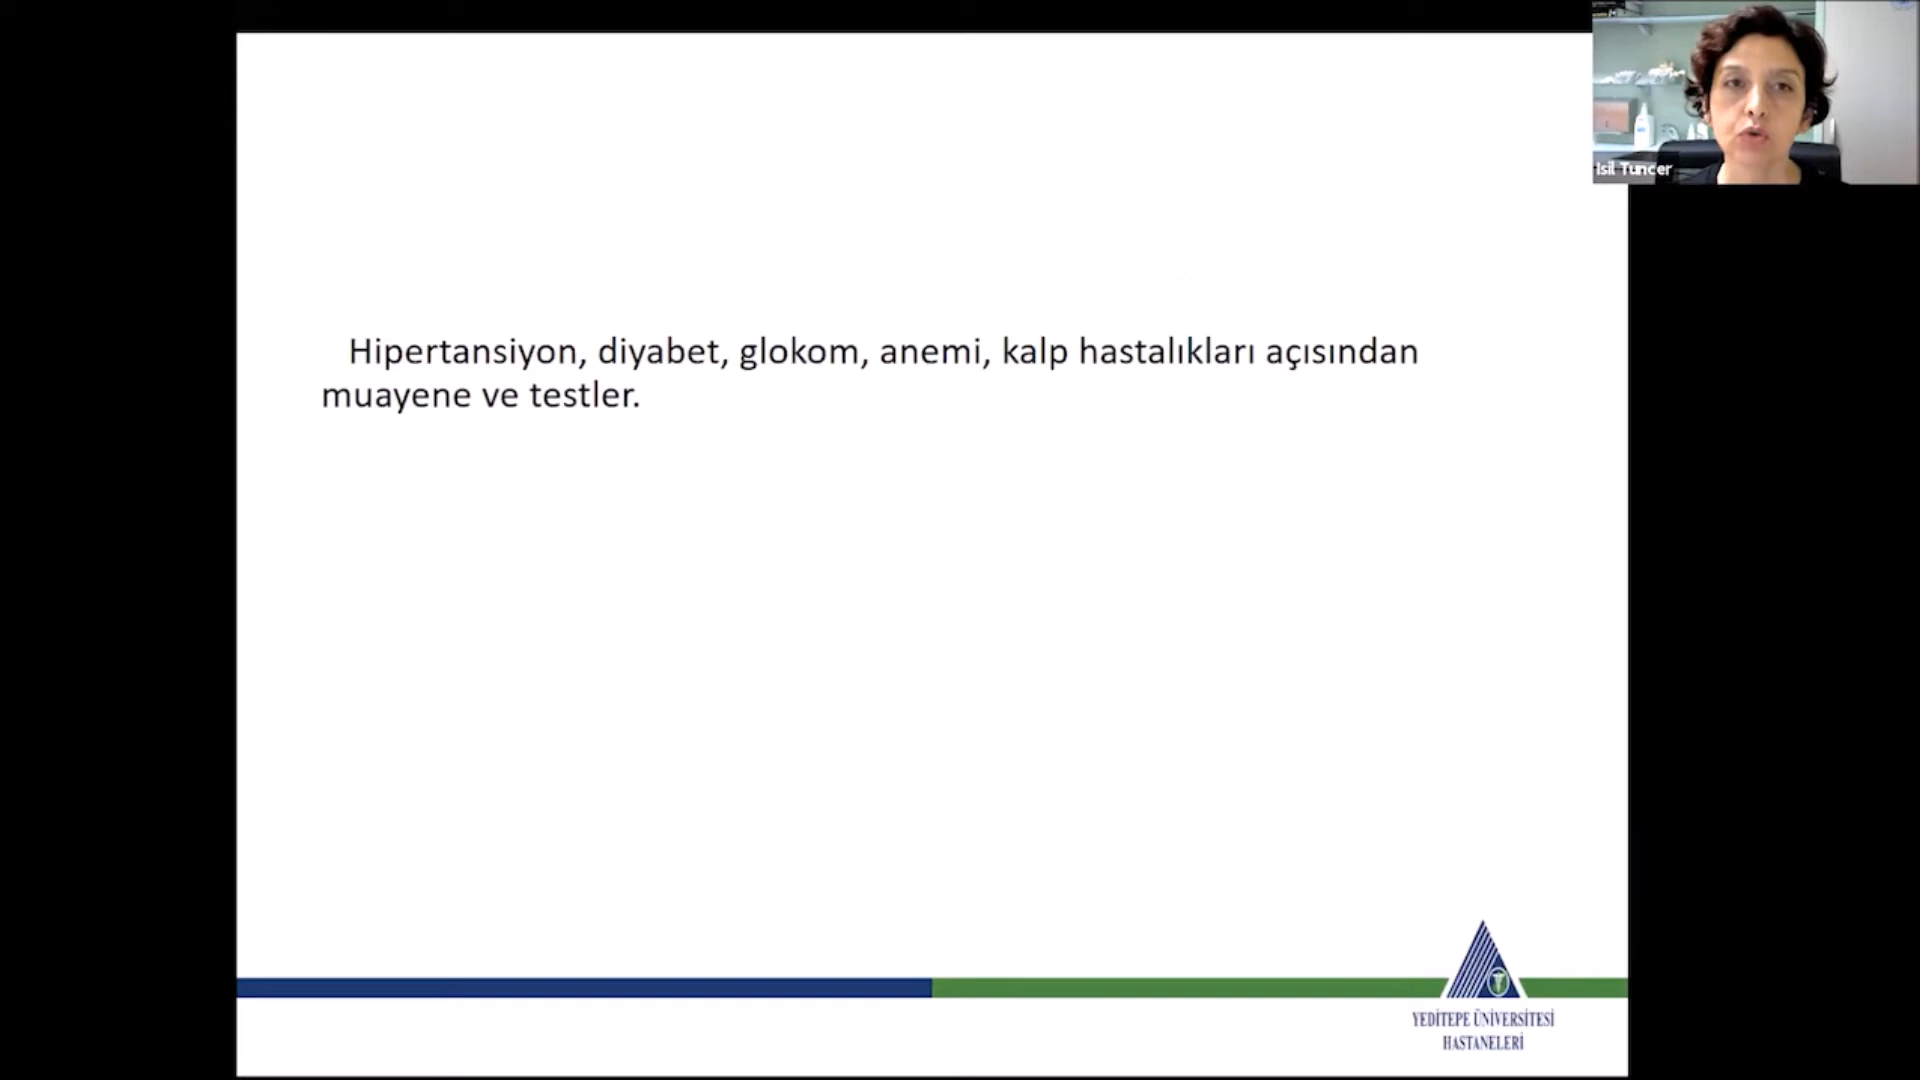 Isil Tuncer
Hipertansiyon, diyabet, glokom, anemi, kalp hastalıkları açısından
muayene ve testler.
YEDİTEPE ÜNİVERSİTESİ
HASTANELERİ